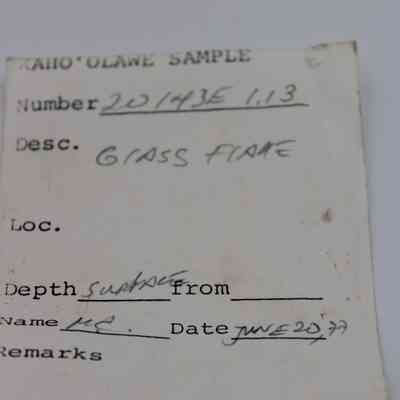 KAHO'OLAWE SAMPLE
Number 20143E 1.13
Desc. GLASS FLAKE
Loc.
Depth SURFACE from
Name Date JUNE 20, 77
Remarks